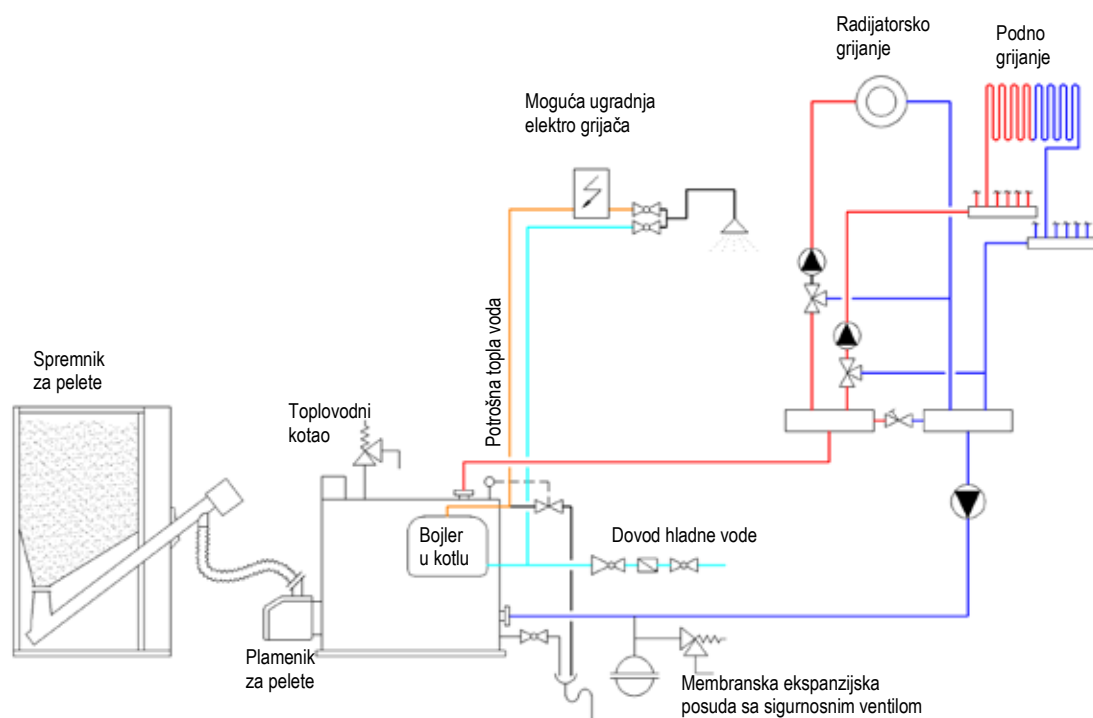 Radijatorsko
grijanje
Podno
grijanje
Moguća ugradnja
elektro grijača
Potrošna topla voda
Spremnik
za pelete
Toplovodni
kotao
Bojler
u kotlu
Dovod hladne vode
Plamenik
za pelete
Membranska ekspanzijska
posuda sa sigurnosnim ventilom